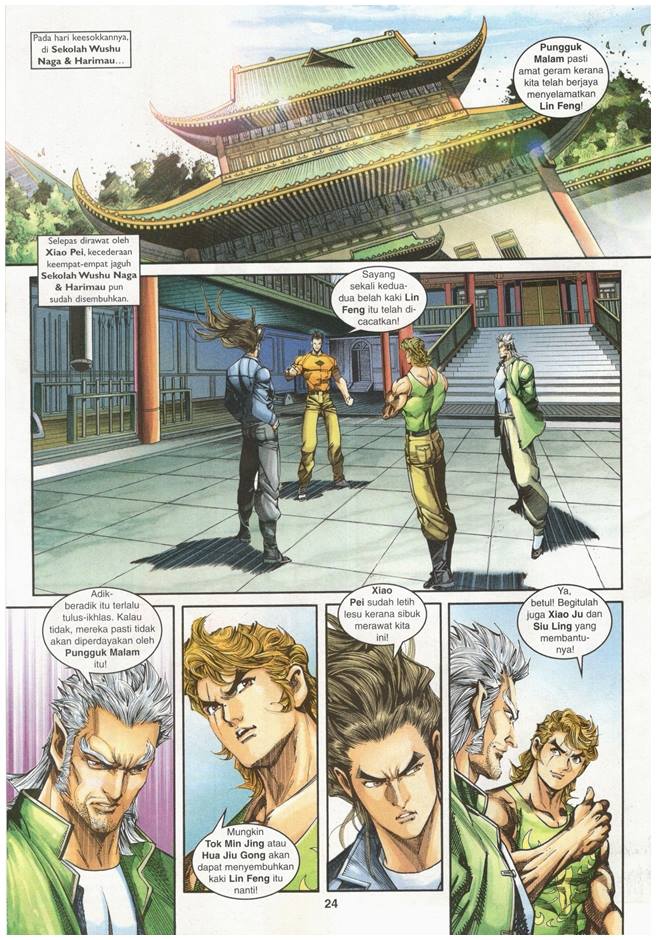 Pada hari keesokkannya,
di Sekolah Wushu
Naga & Harimau...
Pungguk
Malam pasti
amat geram kerana
kita telah berjaya
menyelamatkan
Lin Feng!
Selepas dirawat oleh
Xiao Pei, kecederaan
keempat-empat jaguh
Sekolah Wushu Naga
& Harimau pun
sudah disembuhkan.
Sayang
sekali kedua-
dua belah kaki Lin
Feng itu telah di-
cacatkan!
Adik-
beradik itu terlalu
tulus-ikhlas. Kalau
tidak, mereka pasti tidak
akan diperdayakan oleh
Pungguk Malam
itu!
Mungkin
Tok Min Jing atau
Hua Jiu Gong akan
dapat menyembuhkan
kaki Lin Feng itu
nanti!
Xiao
Pei sudah letih
lesu kerana sibuk
merawat kita
ini!
Ya,
betul! Begitulah
juga Xiao Ju dan
Siu Ling yang
membantu-
nya!
24